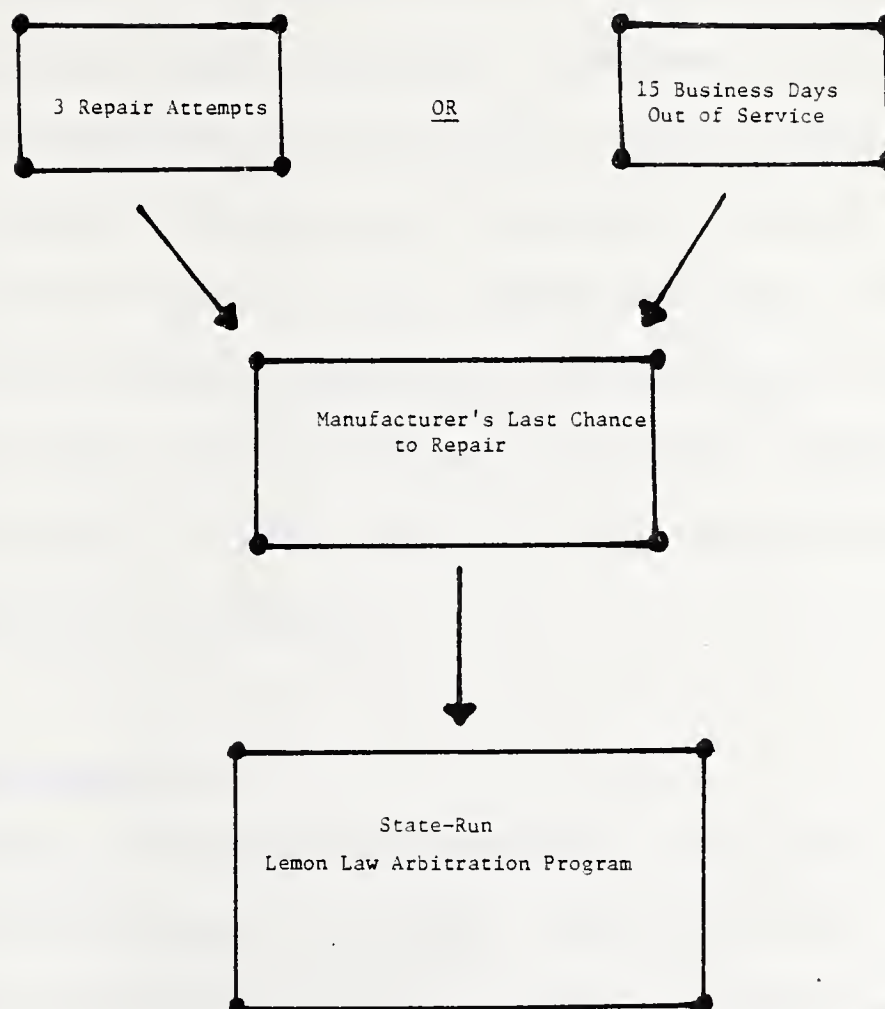 3 Repair Attempts
OR
15 Business Days
Out of Service
Manufacturer's Last Chance
to Repair
State-Run
Lemon Law Arbitration Program